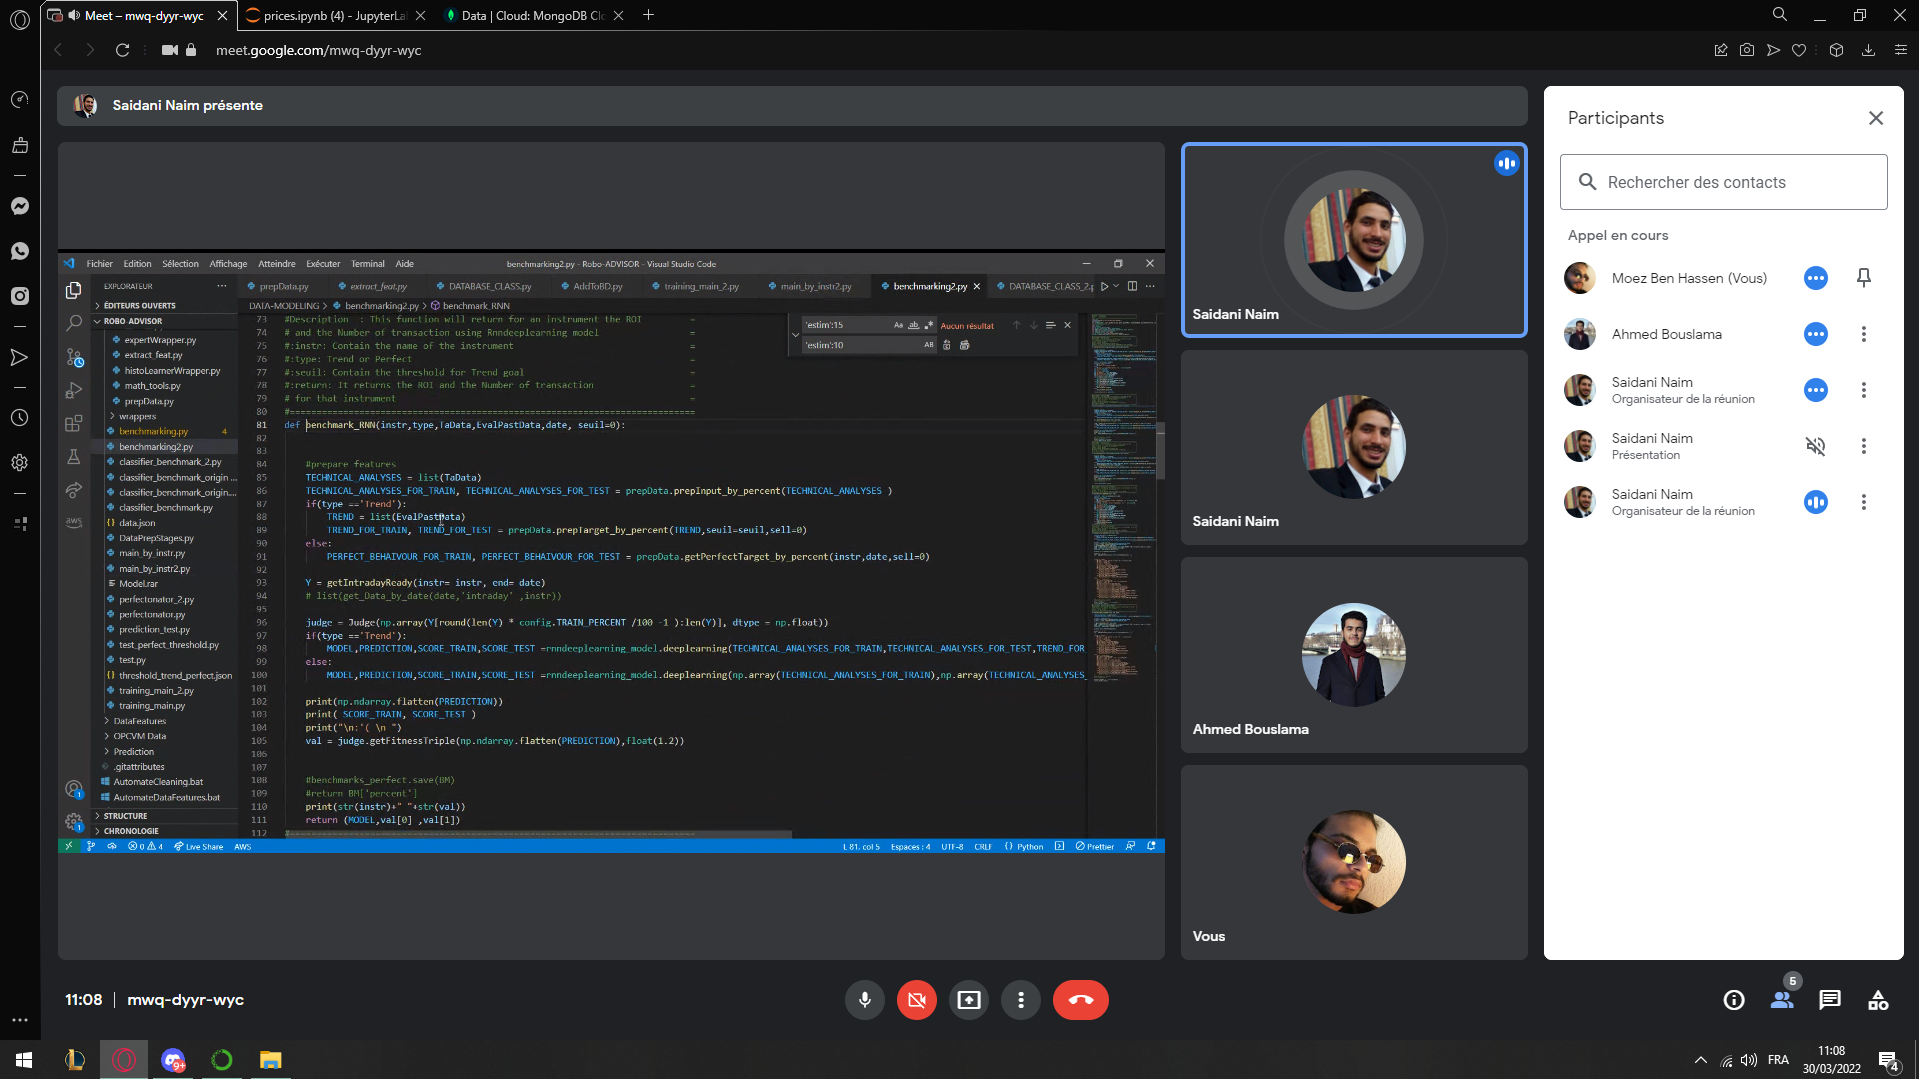 Meet – mwq-dyyr-wyc
prices.ipynb (4) - JupyterLa
Data | Cloud: MongoDB Cl
meet.google.com/mwq-dyyr-wyc
Saidani Naim présente
Fichier Edition Sélection Affichage Atteindre Exécuter Terminal Aide
benchmarking2.py - Robo-ADVISOR - Visual Studio Code
EXPLORATEUR
prepData.py extract_feat.py DATABASE_CLASS.py AddToBD.py training_main_2.py main_by_instr2.py benchmarking2.py DATABASE_CLASS_2.p
ÉDITEURS OUVERTS
DATA-MODELING > benchmarking2.py > benchmark_RNN
ROBO-ADVISOR
expertWrapper.py
extract_feat.py
histoLearnerWrapper.py
math_tools.py
prepData.py
wrappers
benchmarking.py 4
benchmarking2.py
classifier_benchmark_2.py
classifier_benchmark_origin ...
classifier_benchmark_origin....
classifier_benchmark.py
data.json
DataPrepStages.py
main_by_instr.py
main_by_instr2.py
Model.rar
perfectonator_2.py
perfectonator.py
prediction_test.py
test_perfect_threshold.py
test.py
threshold_trend_perfect.json
training_main_2.py
training_main.py
DataFeatures
OPCVM Data
Prediction
.gitattributes
AutomateCleaning.bat
AutomateDataFeatures.bat
STRUCTURE
CHRONOLOGIE
'estim':15 Aa ab Aucun résultat
'estim':10 AB
73 #Description : This function will return for an instrument the ROI =
74 # and the Number of transaction using Rnndeeplearning model =
75 #:instr: Contain the name of the instrument =
76 #:type: Trend or Perfect =
77 #:seuil: Contain the threshold for Trend goal =
78 #:return: It returns the ROI and the Number of transaction =
79 # for that instrument =
80 #=============================================================================
81 def benchmark_RNN(instr,type,TaData,EvalPastData,date, seuil=0):
82
83
84 #prepare features
85 TECHNICAL_ANALYSES = list(TaData)
86 TECHNICAL_ANALYSES_FOR_TRAIN, TECHNICAL_ANALYSES_FOR_TEST = prepData.prepInput_by_percent(TECHNICAL_ANALYSES )
87 if(type =='Trend'):
88 TREND = list(EvalPastData)
89 TREND_FOR_TRAIN, TREND_FOR_TEST = prepData.prepTarget_by_percent(TREND,seuil=seuil,sell=0)
90 else:
91 PERFECT_BEHAIVOUR_FOR_TRAIN, PERFECT_BEHAIVOUR_FOR_TEST = prepData.getPerfectTarget_by_percent(instr,date,sell=0)
92
93 Y = getIntradayReady(instr= instr, end= date)
94 # list(get_Data_by_date(date,'intraday' ,instr))
95
96 judge = Judge(np.array(Y[round(len(Y) * config.TRAIN_PERCENT /100 -1 ):len(Y)], dtype = np.float))
97 if(type =='Trend'):
98 MODEL,PREDICTION,SCORE_TRAIN,SCORE_TEST =rnndeeplearning_model.deeplearning(TECHNICAL_ANALYSES_FOR_TRAIN,TECHNICAL_ANALYSES_FOR_TEST,TREND_FOR_
99 else:
100 MODEL,PREDICTION,SCORE_TRAIN,SCORE_TEST =rnndeeplearning_model.deeplearning(np.array(TECHNICAL_ANALYSES_FOR_TRAIN),np.array(TECHNICAL_ANALYSES_
101
102 print(np.ndarray.flatten(PREDICTION))
103 print( SCORE_TRAIN, SCORE_TEST )
104 print("\n:'( \n ")
105 val = judge.getFitnessTriple(np.ndarray.flatten(PREDICTION),float(1.2))
106
107
108 #benchmarks_perfect.save(BM)
109 #return BM['percent']
110 print(str(instr)+" "+str(val))
111 return (MODEL,val[0] ,val[1])
112
0 4 Live Share AWS
L 81, col 5 Espaces : 4 UTF-8 CRLF Python Prettier
Saidani Naim
Saidani Naim
Ahmed Bouslama
Vous
Participants
Rechercher des contacts
Appel en cours
Moez Ben Hassen (Vous)
Ahmed Bouslama
Saidani Naim
Organisateur de la réunion
Saidani Naim
Présentation
Saidani Naim
Organisateur de la réunion
11:08 | mwq-dyyr-wyc
5
9+
FRA
11:08
30/03/2022
4